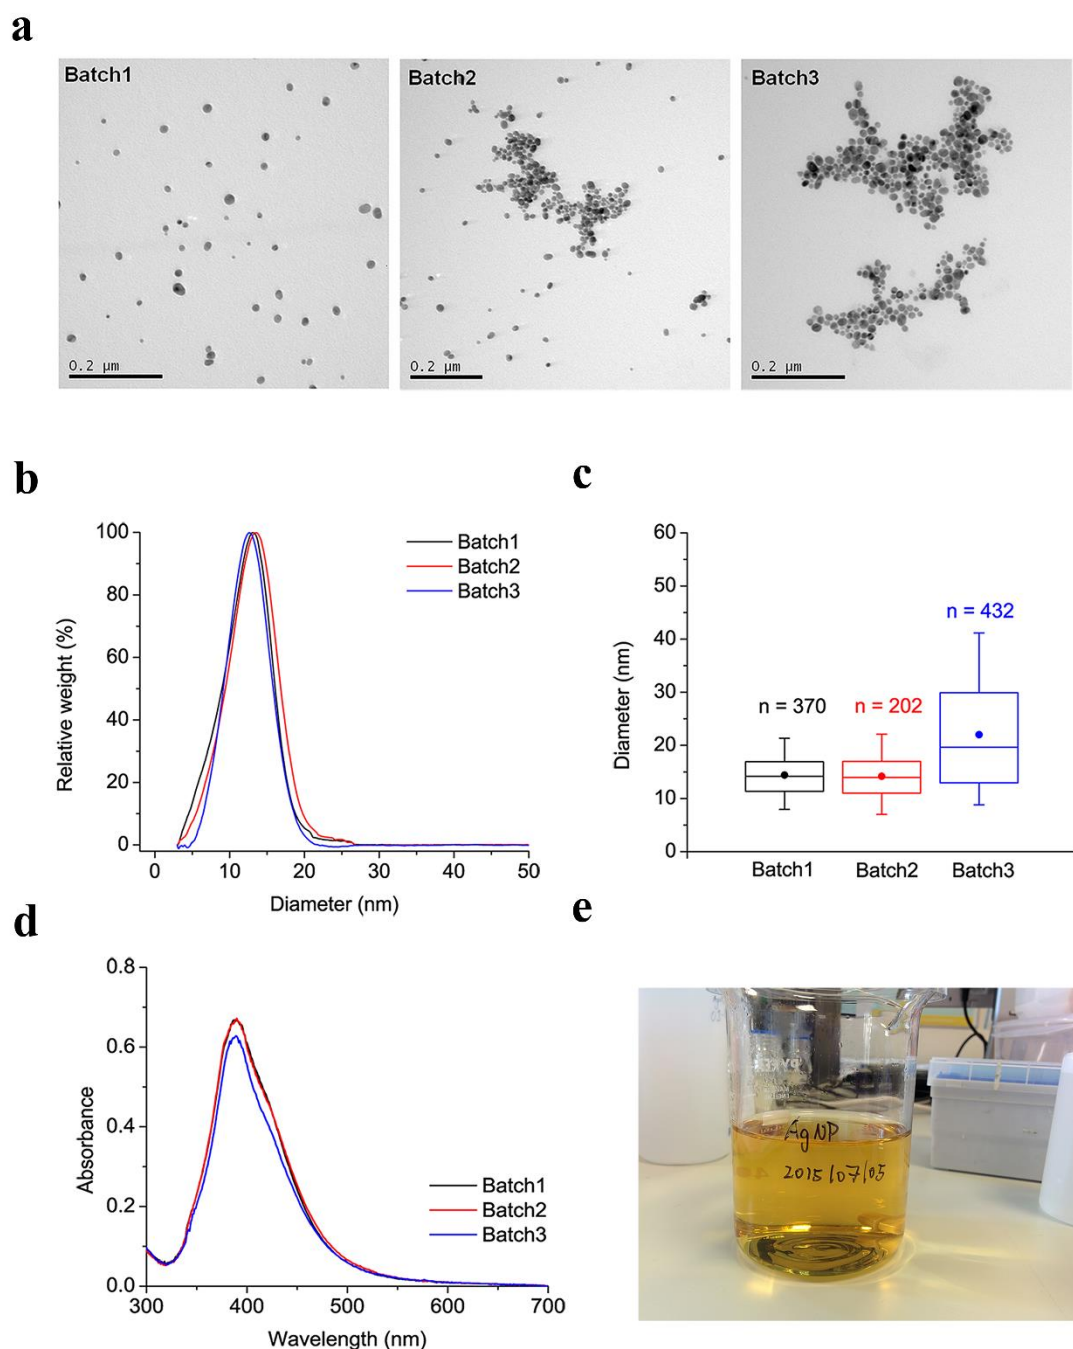 a
Batch1
Batch2
Batch3
0.2 µm
0.2 µm
0.2 µm
b
100
80
60
40
20
0
Relative weight (%)
Batch1
Batch2
Batch3
0
10
20
30
40
50
Diameter (nm)
c
60
50
40
30
20
10
0
Diameter (nm)
n = 370
n = 202
n = 432
Batch1
Batch2
Batch3
d
0.8
0.6
0.4
0.2
0.0
Absorbance
Batch1
Batch2
Batch3
300
400
500
600
700
Wavelength (nm)
e
AgNP
2015/07/05